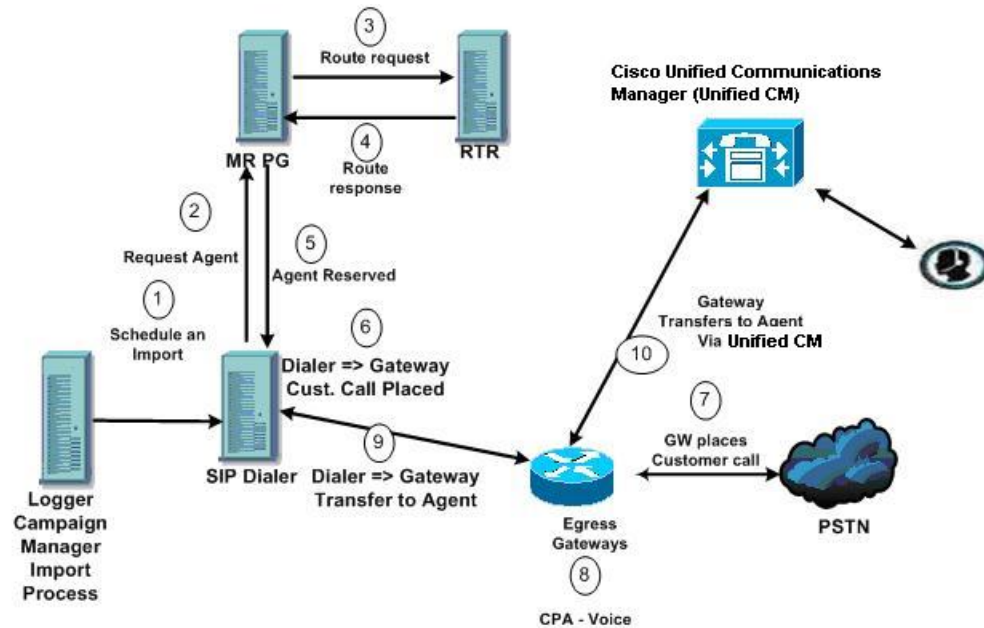 3
Route request
4
Route
response
MR PG
RTR
Cisco Unified Communications
Manager (Unified CM)
2
Request Agent
5
Agent Reserved
1
Schedule an
Import
6
Dialer => Gateway
Cust. Call Placed
Gateway
Transfers to Agent
Via Unified CM
10
7
GW places
Customer call
9
Dialer => Gateway
Transfer to Agent
SIP Dialer
Logger
Campaign
Manager
Import
Process
Egress
Gateways
8
CPA - Voice
PSTN